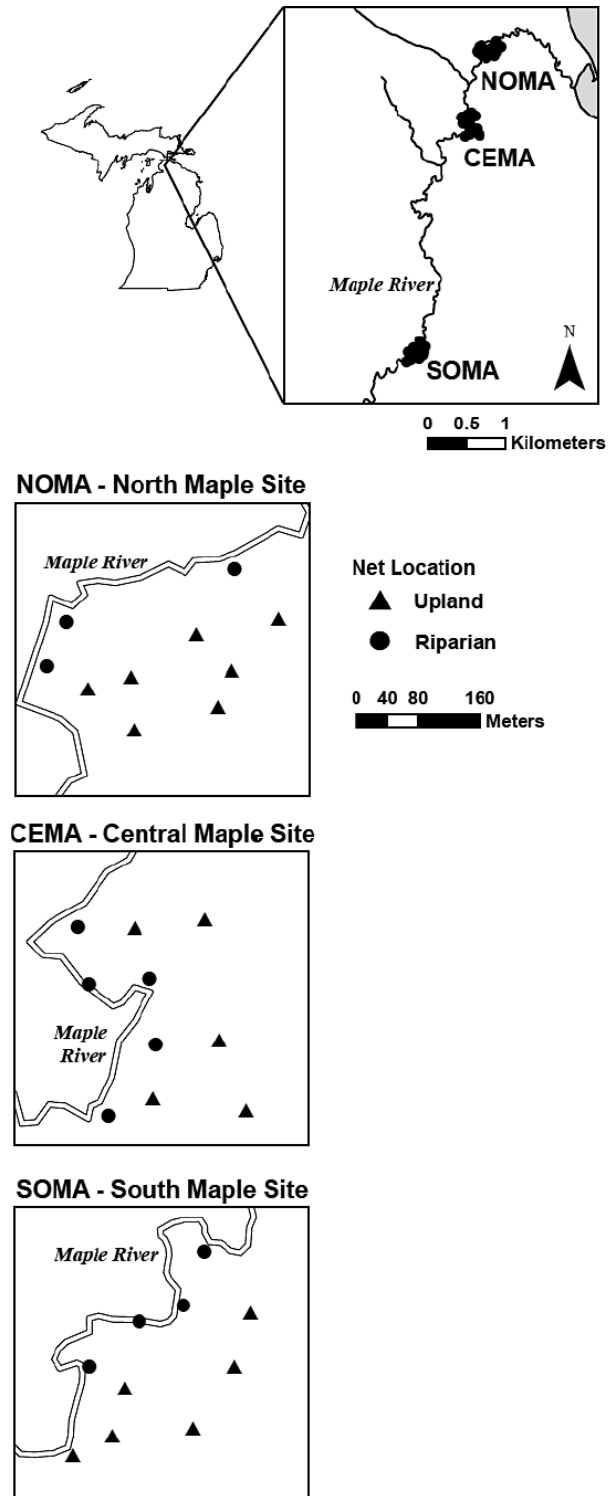 NOMA
CEMA
Maple River
SOMA
N
0 0.5 1
Kilometers
NOMA - North Maple Site
Maple River
Net Location
Upland
Riparian
0 40 80 160
Meters
CEMA - Central Maple Site
Maple
River
SOMA - South Maple Site
Maple River